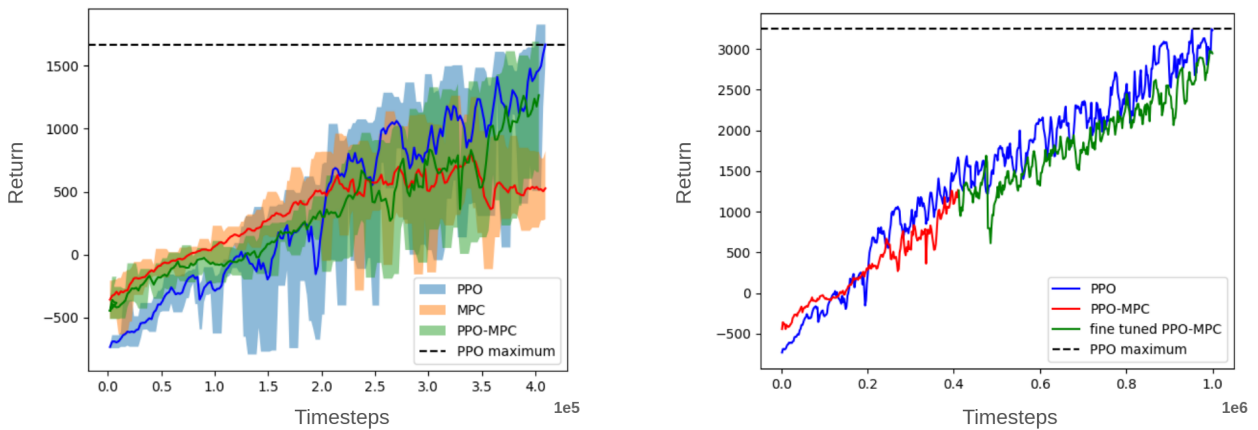 Return
1500
1000
500
0
−500
0.0 0.5 1.0 1.5 2.0 2.5 3.0 3.5 4.0
1e5
Timesteps
PPO
MPC
PPO-MPC
PPO maximum
Return
3000
2500
2000
1500
1000
500
0
−500
0.0 0.2 0.4 0.6 0.8 1.0
1e6
Timesteps
PPO
PPO-MPC
fine tuned PPO-MPC
PPO maximum